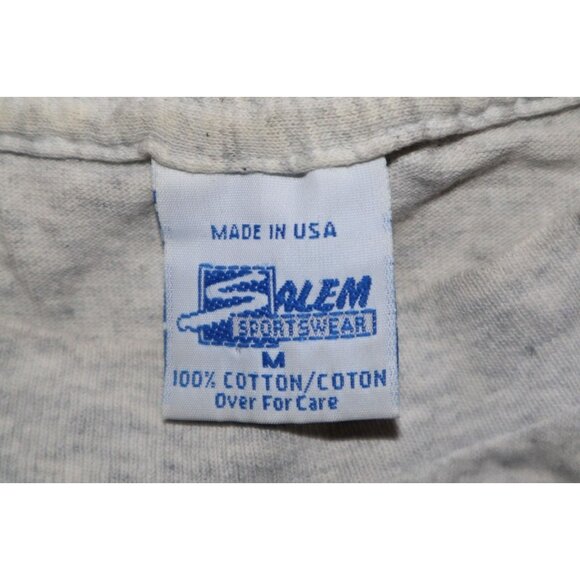 MADE IN USA
SALEM
SPORTSWEAR
M
100% COTTON/COTON
Over For Care